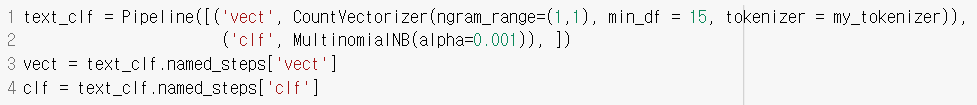 1 text_clf = Pipeline([('vect', CountVectorizer(ngram_range=(1,1), min_df = 15, tokenizer = my_tokenizer)),
2                      ('clf', MultinomialNB(alpha=0.001)), ])
3 vect = text_clf.named_steps['vect']
4 clf = text_clf.named_steps['clf']